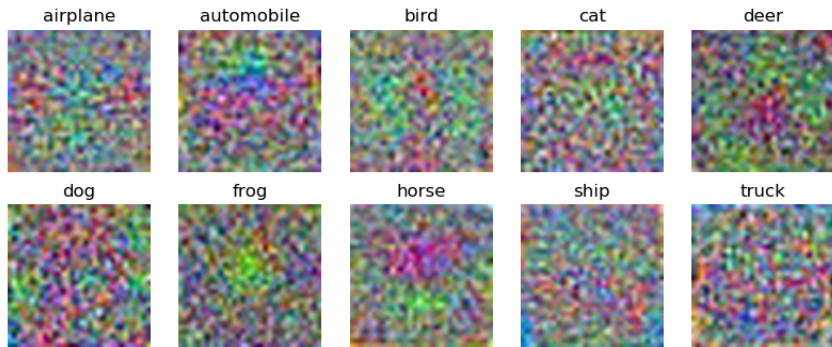 airplane automobile bird cat deer
dog frog horse ship truck